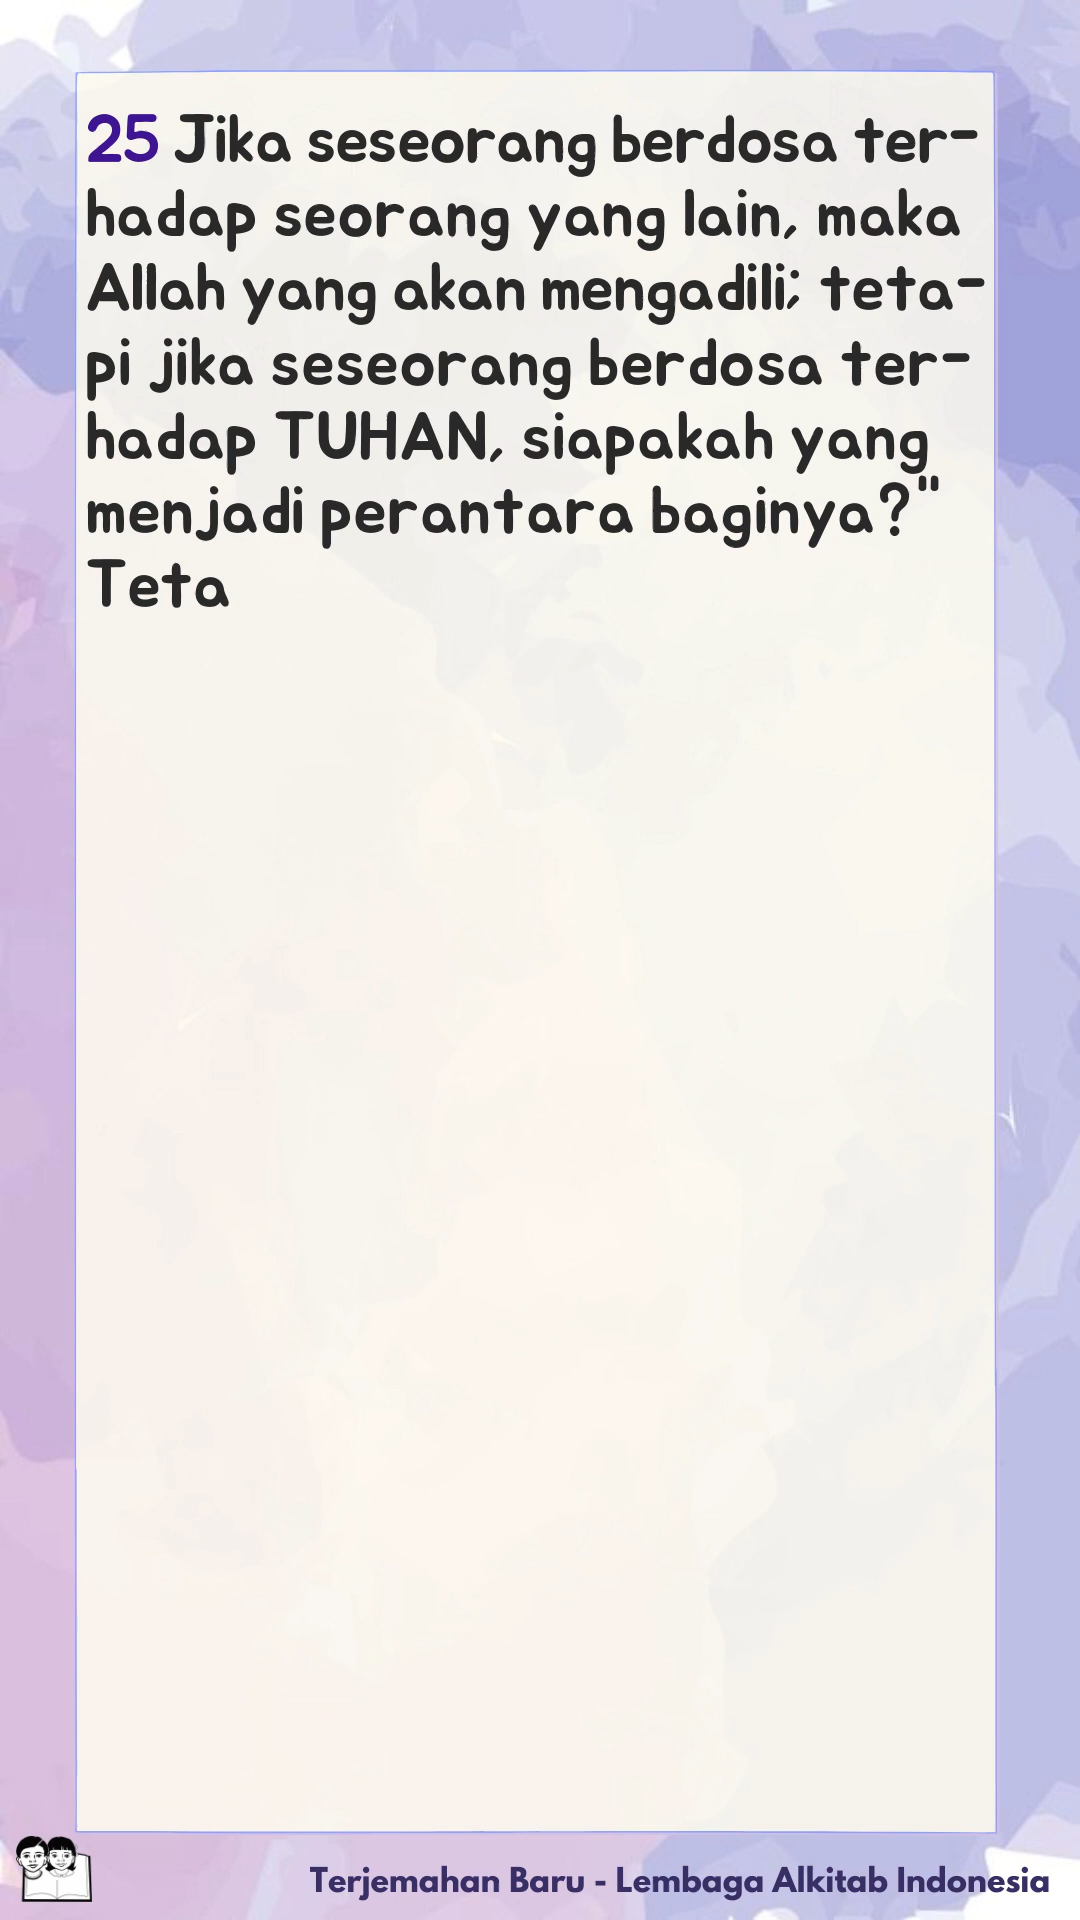 25 Jika seseorang berdosa ter-
hadap seorang yang lain, maka
Allah yang akan mengadili; teta-
pi jika seseorang berdosa ter-
hadap TUHAN, siapakah yang
menjadi perantara baginya?"
Teta
Terjemahan Baru - Lembaga Alkitab Indonesia